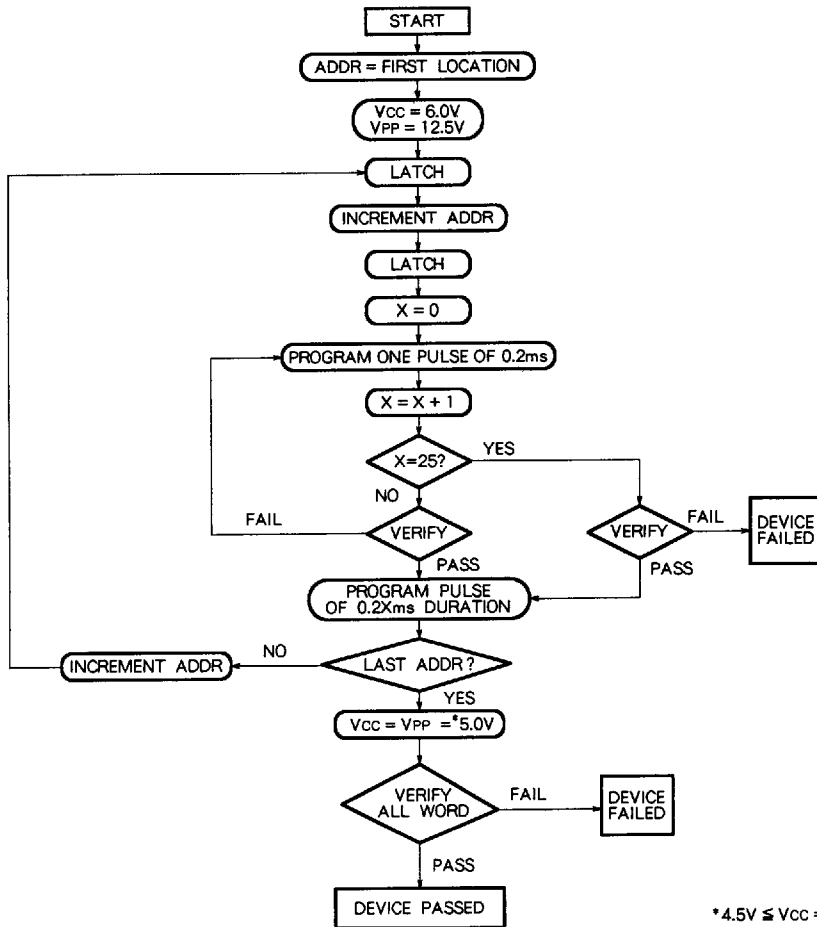 START
ADDR = FIRST LOCATION
VCC = 6.0V
VPP = 12.5V
LATCH
INCREMENT ADDR
LATCH
X = 0
PROGRAM ONE PULSE OF 0.2ms
X = X + 1
X=25?
YES
NO
FAIL
VERIFY
PASS
VERIFY
FAIL
PASS
DEVICE
FAILED
PROGRAM PULSE
OF 0.2Xms DURATION
LAST ADDR?
NO
INCREMENT ADDR
YES
VCC = VPP = *5.0V
VERIFY
ALL WORD
FAIL
DEVICE
FAILED
PASS
DEVICE PASSED
*4.5V ≦ VCC =